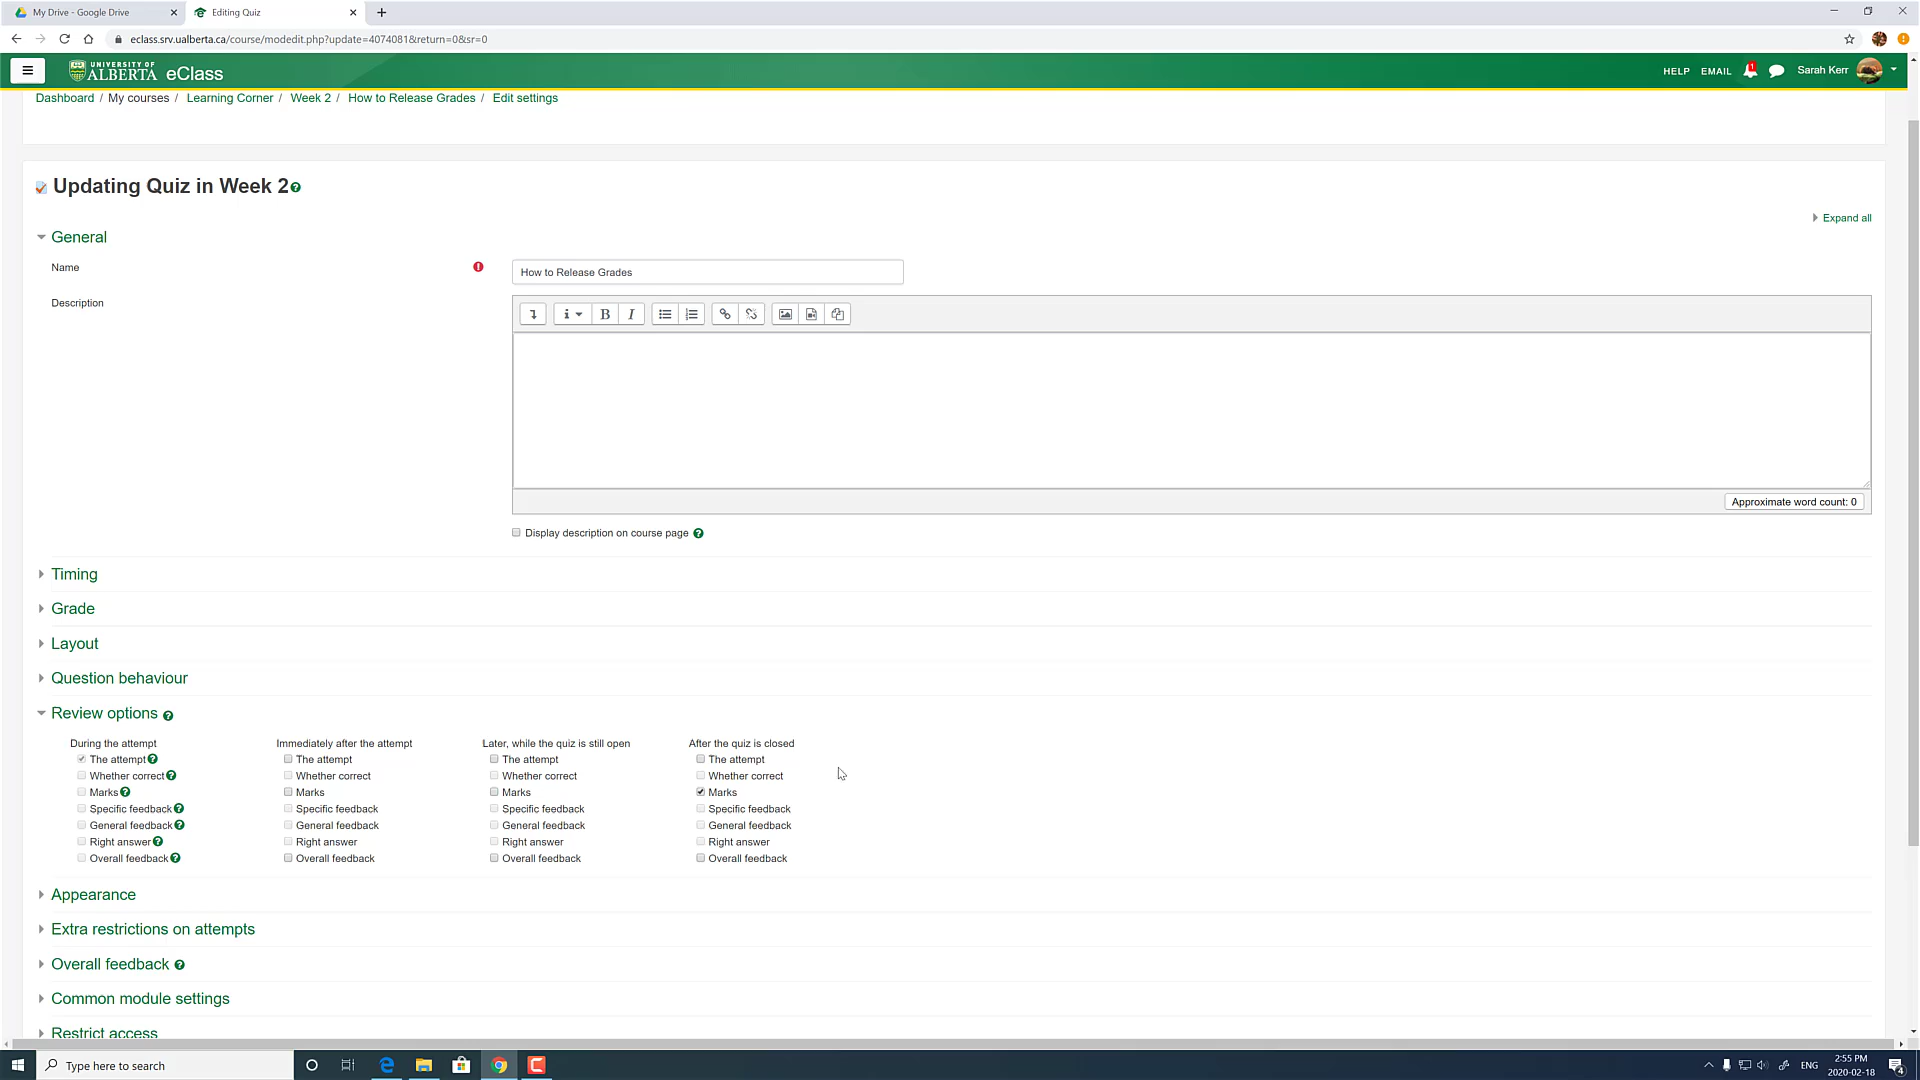 My Drive - Google Drive
Editing Quiz
eclass.srv.ualberta.ca/course/modedit.php?update=4074081&return=0&sr=0
UNIVERSITY OF
ALBERTA eClass
HELP EMAIL 1 Sarah Kerr
Dashboard / My courses / Learning Corner / Week 2 / How to Release Grades / Edit settings
Updating Quiz in Week 2
Expand all
General
Name
How to Release Grades
Description
Approximate word count: 0
Display description on course page
Timing
Grade
Layout
Question behaviour
Review options
During the attempt Immediately after the attempt Later, while the quiz is still open After the quiz is closed
The attempt The attempt The attempt The attempt
Whether correct Whether correct Whether correct Whether correct
Marks Marks Marks Marks
Specific feedback Specific feedback Specific feedback Specific feedback
General feedback General feedback General feedback General feedback
Right answer Right answer Right answer Right answer
Overall feedback Overall feedback Overall feedback Overall feedback
Appearance
Extra restrictions on attempts
Overall feedback
Common module settings
Restrict access
Type here to search
ENG
2:55 PM
2020-02-18
4